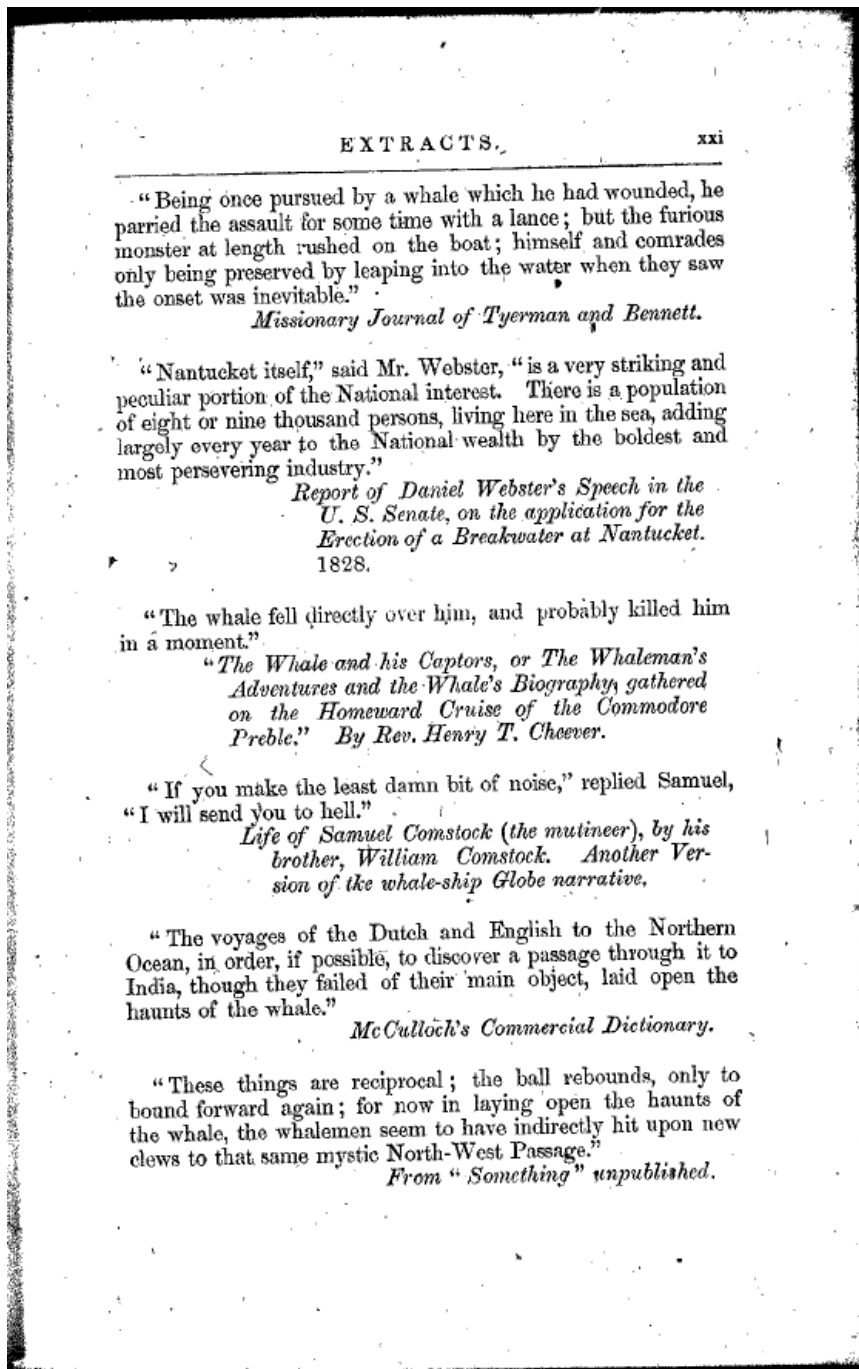 EXTRACTS. xxi
“Being once pursued by a whale which he had wounded, he
parried the assault for some time with a lance; but the furious
monster at length rushed on the boat; himself and comrades
only being preserved by leaping into the water when they saw
the onset was inevitable.”
Missionary Journal of Tyerman and Bennett.
“Nantucket itself,” said Mr. Webster, “is a very striking and
peculiar portion of the National interest. There is a population
of eight or nine thousand persons, living here in the sea, adding
largely every year to the National wealth by the boldest and
most persevering industry.”
Report of Daniel Webster's Speech in the
U. S. Senate, on the application for the
Erection of a Breakwater at Nantucket.
1828.
“The whale fell directly over him, and probably killed him
in a moment.”
“The Whale and his Captors, or The Whaleman's
Adventures and the Whale's Biography, gathered
on the Homeward Cruise of the Commodore
Preble.” By Rev. Henry T. Cheever.
“If you make the least damn bit of noise,” replied Samuel,
“I will send you to hell.”
Life of Samuel Comstock (the mutineer), by his
brother, William Comstock. Another Ver-
sion of the whale-ship Globe narrative.
“The voyages of the Dutch and English to the Northern
Ocean, in order, if possible, to discover a passage through it to
India, though they failed of their main object, laid open the
haunts of the whale.”
McCulloch's Commercial Dictionary.
“These things are reciprocal; the ball rebounds, only to
bound forward again; for now in laying open the haunts of
the whale, the whalemen seem to have indirectly hit upon new
clews to that same mystic North-West Passage.”
From “Something” unpublished.